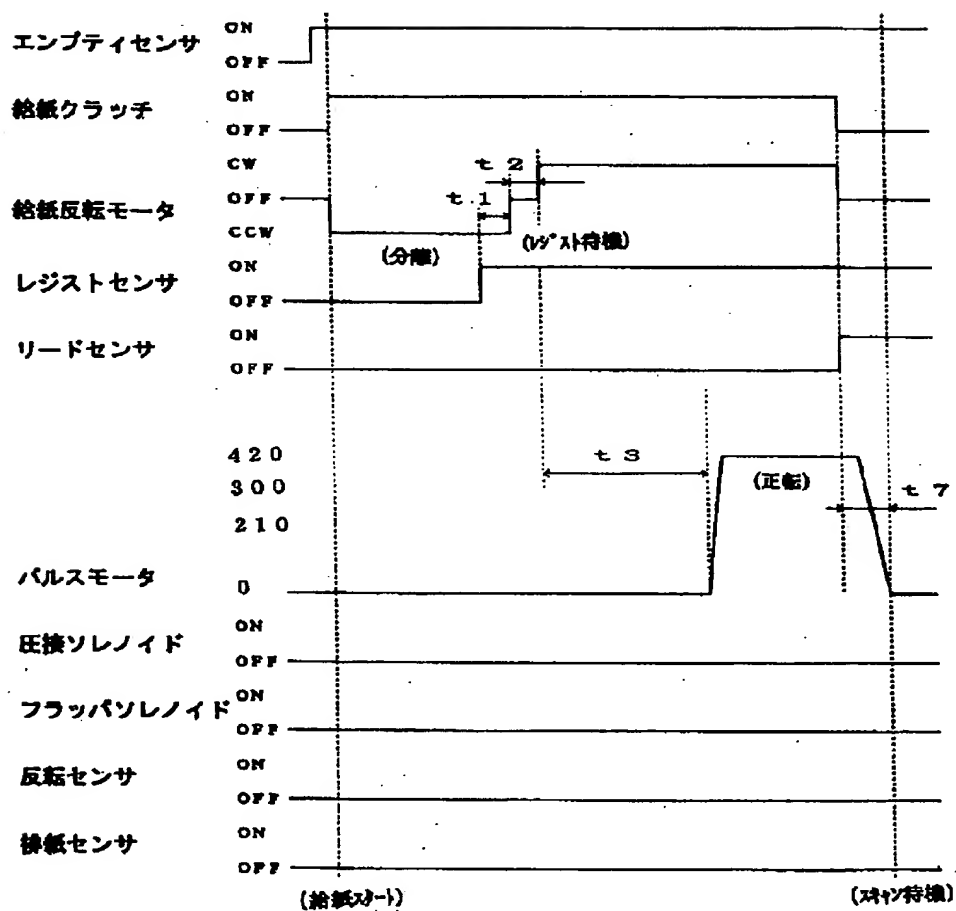 エンプティセンサ
ON
OFF
給紙クラッチ
ON
OFF
給紙反転モータ
CW
OFF
CCW
t 2
t.1
(分離)
(レジスト待機)
レジストセンサ
ON
OFF
リードセンサ
ON
OFF
420
300
210
0
t 3
(正転)
t 7
パルスモータ
圧接ソレノイド
ON
OFF
フラッパソレノイド
ON
OFF
反転センサ
ON
OFF
排紙センサ
ON
OFF
(給紙スタート)
(スキャン待機)